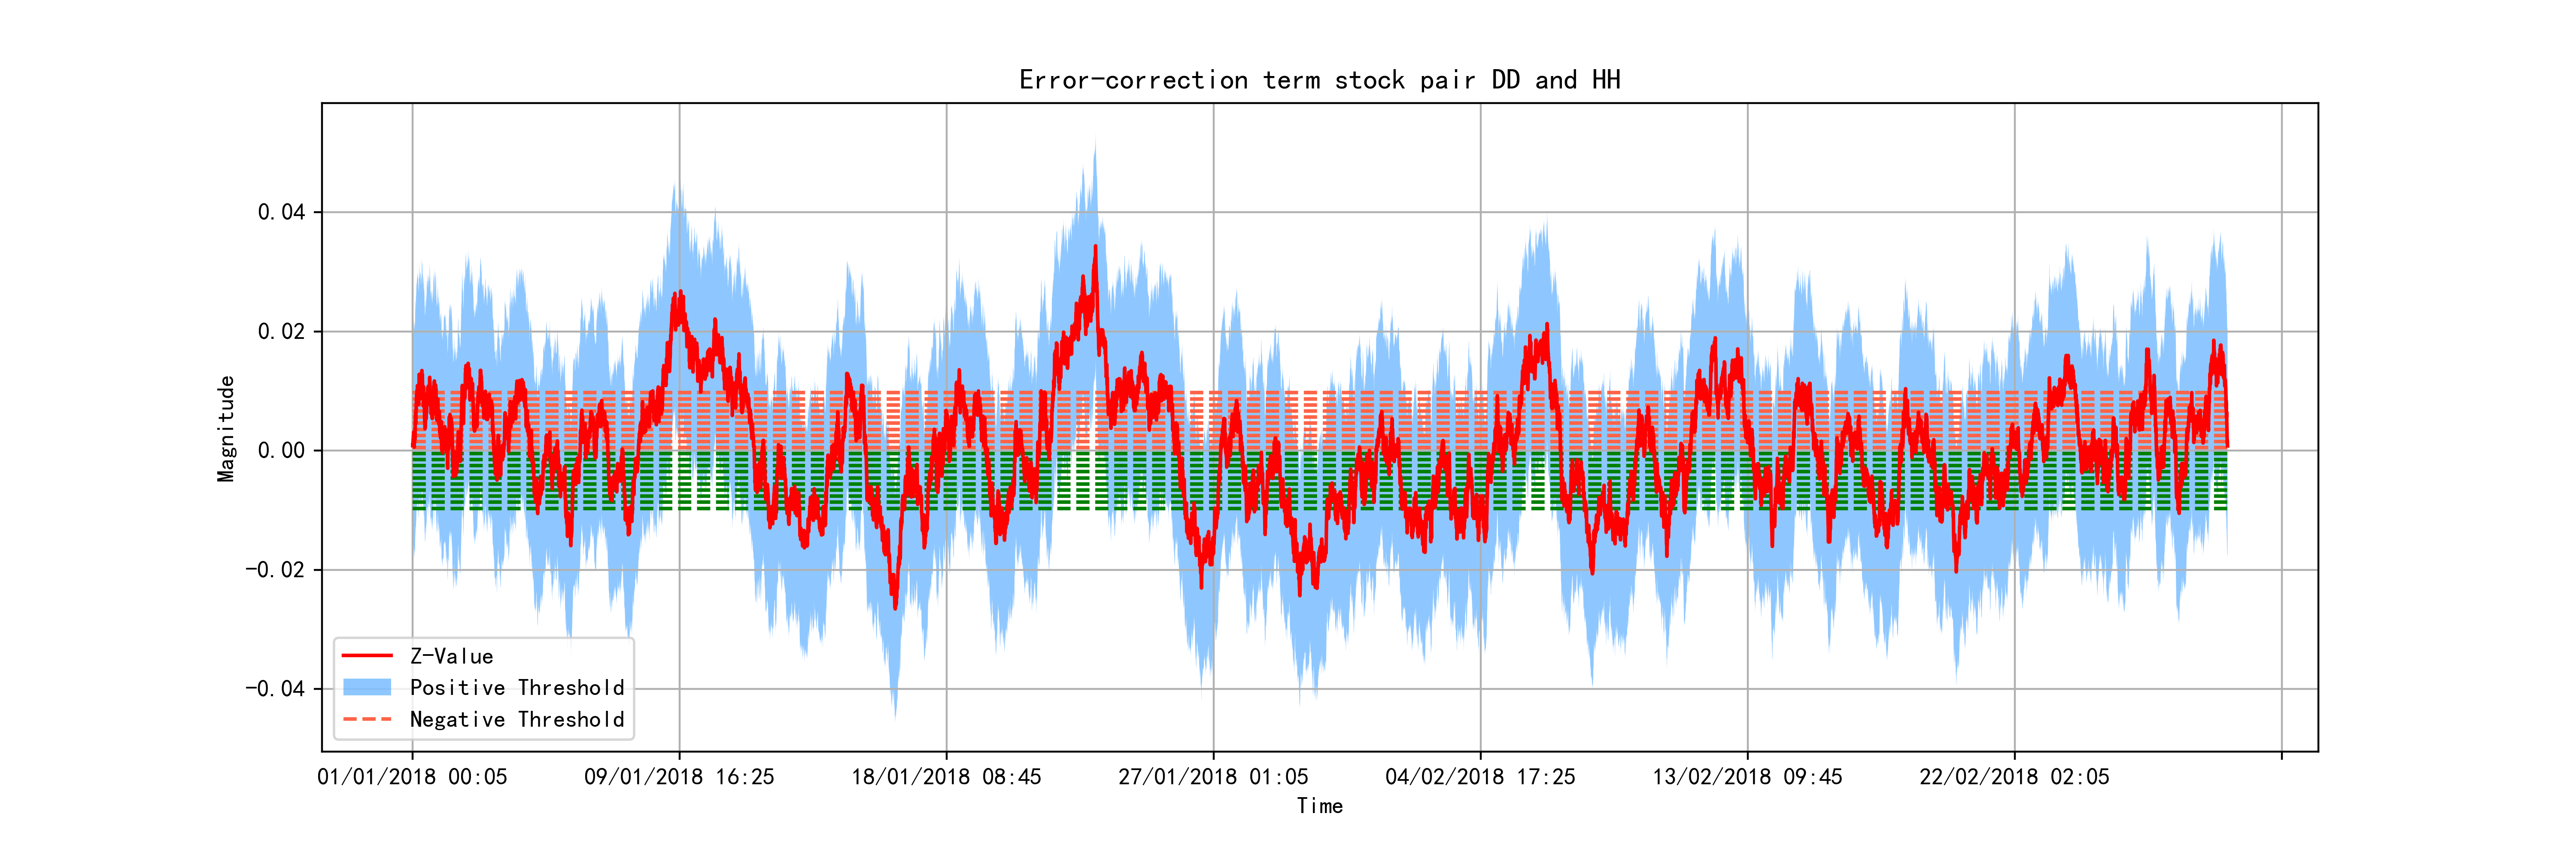 Error-correction term stock pair DD and HH
Magnitude
0.04
0.02
0.00
-0.02
-0.04
Z-Value
Positive Threshold
Negative Threshold
01/01/2018 00:05
09/01/2018 16:25
18/01/2018 08:45
27/01/2018 01:05
04/02/2018 17:25
13/02/2018 09:45
22/02/2018 02:05
Time